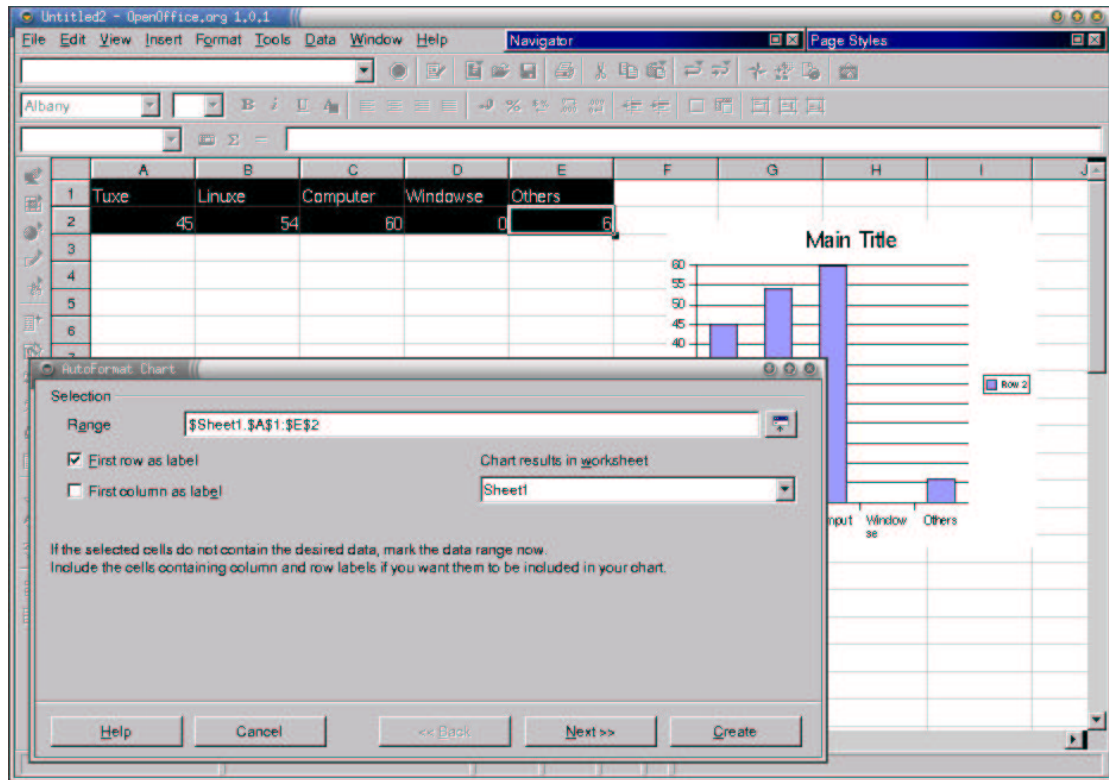 Untitled2 - OpenOffice.org 1.0.1
File Edit View Insert Format Tools Data Window Help
Navigator
Page Styles
Albany
B i U A
A B C D E F G H I J
1 Tuxe Linuxe Computer Windowse Others
2 45 54 60 0 6
3
4
5
6
7
Main Title
60
55
50
45
40
Row 2
mput Window
se
Others
AutoFormat Chart
Selection
Range $Sheet1.$A$1:$E$2
First row as label
Chart results in worksheet
First column as label
Sheet1
If the selected cells do not contain the desired data, mark the data range now.
Include the cells containing column and row labels if you want them to be included in your chart.
Help Cancel << Back Next >> Create